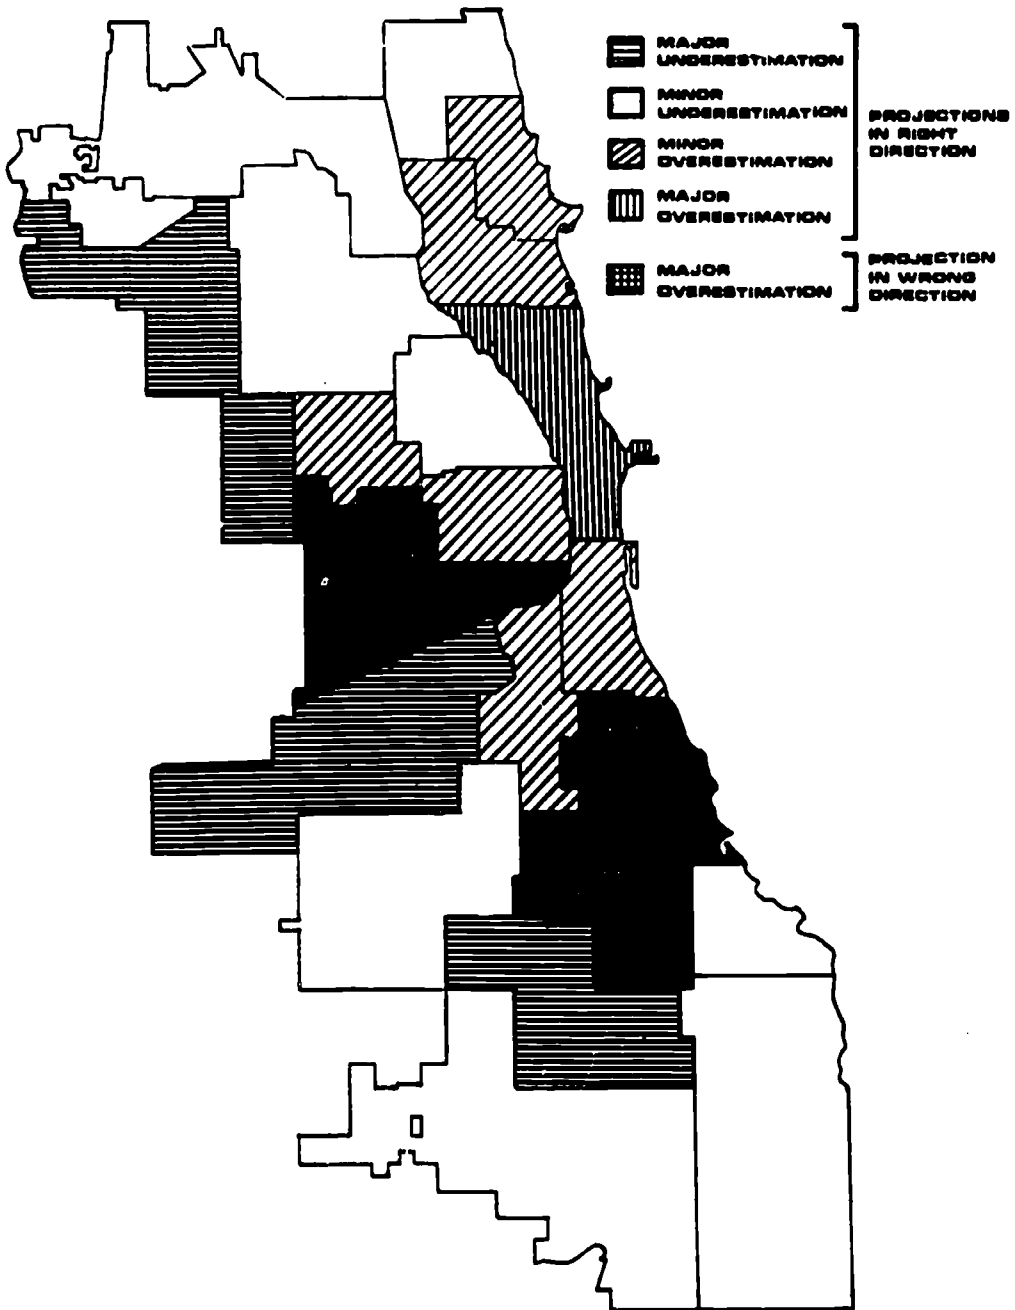 MAJOR
UNDERESTIMATION
MINOR
UNDERESTIMATION
MINOR
OVERESTIMATION
MAJOR
OVERESTIMATION
PROJECTIONS
IN RIGHT
DIRECTION
MAJOR
OVERESTIMATION
PROJECTION
IN WRONG
DIRECTION